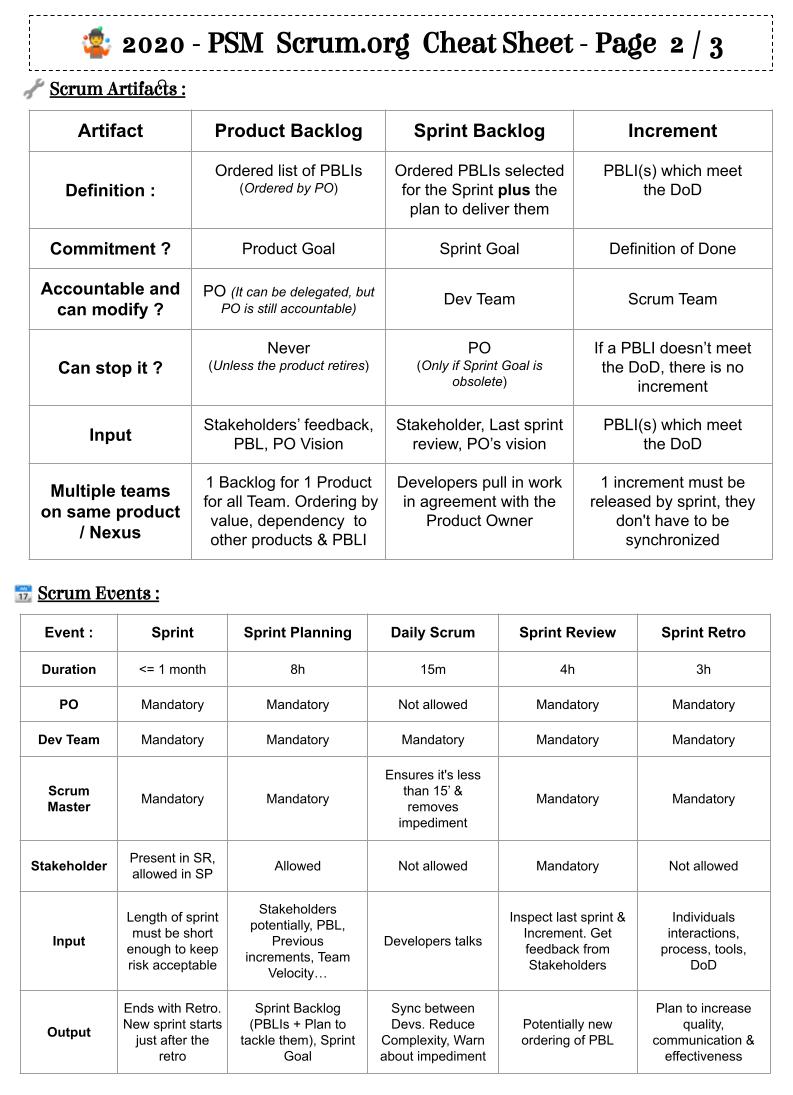 2020 - PSM Scrum.org Cheat Sheet - Page 2 / 3
Scrum Artifacts :
Artifact Product Backlog Sprint Backlog Increment
Definition :
Ordered list of PBLIs
(Ordered by PO)
Ordered PBLIs selected
for the Sprint plus the
plan to deliver them
PBLI(s) which meet
the DoD
Commitment ? Product Goal Sprint Goal Definition of Done
Accountable and
can modify ?
PO (It can be delegated, but
PO is still accountable)
Dev Team
Scrum Team
Can stop it ?
Never
(Unless the product retires)
PO
(Only if Sprint Goal is
obsolete)
If a PBLI doesn't meet
the DoD, there is no
increment
Input
Stakeholders' feedback,
PBL, PO Vision
Stakeholder, Last sprint
review, PO's vision
PBLI(s) which meet
the DoD
Multiple teams
on same product
/ Nexus
1 Backlog for 1 Product
for all Team. Ordering by
value, dependency to
other products & PBLI
Developers pull in work
in agreement with the
Product Owner
1 increment must be
released by sprint, they
don't have to be
synchronized
17
Scrum Events :
Event : Sprint Sprint Planning Daily Scrum Sprint Review Sprint Retro
Duration <= 1 month 8h 15m 4h 3h
PO Mandatory Mandatory Not allowed Mandatory Mandatory
Dev Team Mandatory Mandatory Mandatory Mandatory Mandatory
Scrum
Master
Mandatory
Mandatory
Ensures it's less
than 15' &
removes
impediment
Mandatory
Mandatory
Stakeholder
Present in SR,
allowed in SP
Allowed
Not allowed
Mandatory
Not allowed
Input
Length of sprint
must be short
enough to keep
risk acceptable
Stakeholders
potentially, PBL,
Previous
increments, Team
Velocity…
Developers talks
Inspect last sprint &
Increment. Get
feedback from
Stakeholders
Individuals
interactions,
process, tools,
DoD
Output
Ends with Retro.
New sprint starts
just after the
retro
Sprint Backlog
(PBLIs + Plan to
tackle them), Sprint
Goal
Sync between
Devs. Reduce
Complexity, Warn
about impediment
Potentially new
ordering of PBL
Plan to increase
quality,
communication &
effectiveness